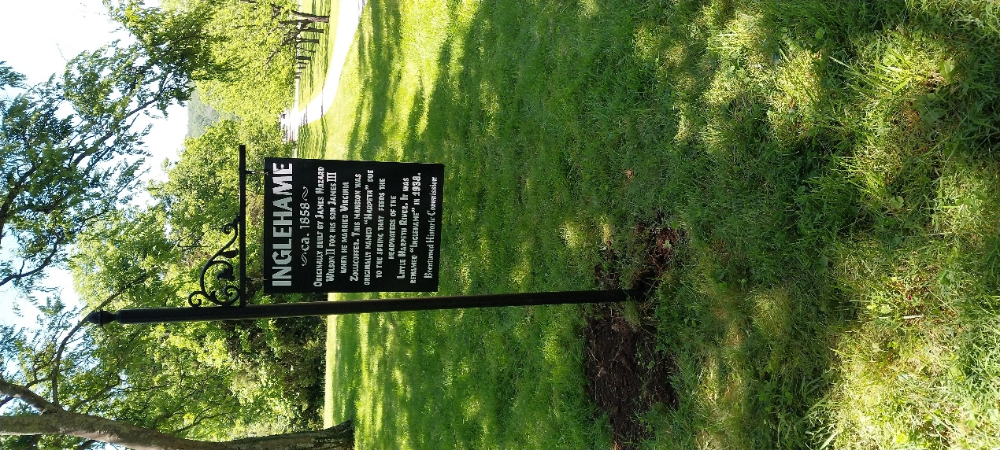 INGLEHAME
~ca. 1858~
ORIGINALLY BUILT BY JAMES HAZARD
WILSON II FOR HIS SON JAMES III
WHEN HE MARRIED VIRGINIA
ZOLLCOFFER. THIS MANSION WAS
ORIGINALLY NAMED "HARPETH" DUE
TO THE SPRING THAT FEEDS THE
HEADWATERS OF THE
LITTLE HARPETH RIVER. IT WAS
RENAMED "INGLEHAME" IN 1938.
Brentwood Historic Commission